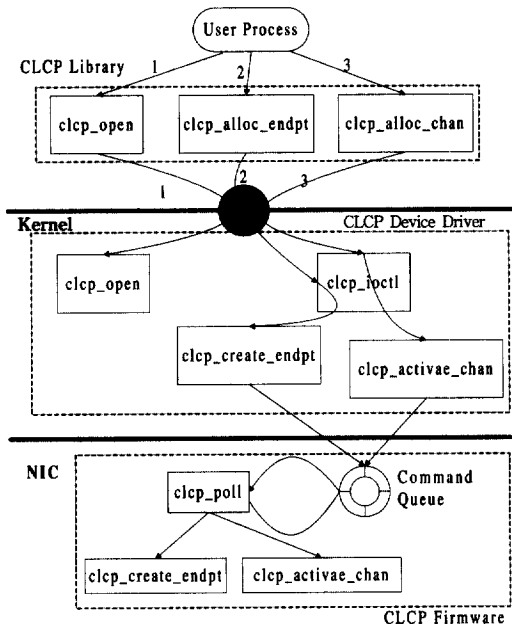 User Process
CLCP Library
1
2
3
clcp_open
clcp_alloc_endpt
clcp_alloc_chan
1
2
3
Kernel
CLCP Device Driver
clcp_open
clcp_ioctl
clcp_create_endpt
clcp_activae_chan
NIC
clcp_poll
Command
Queue
clcp_create_endpt
clcp_activae_chan
CLCP Firmware